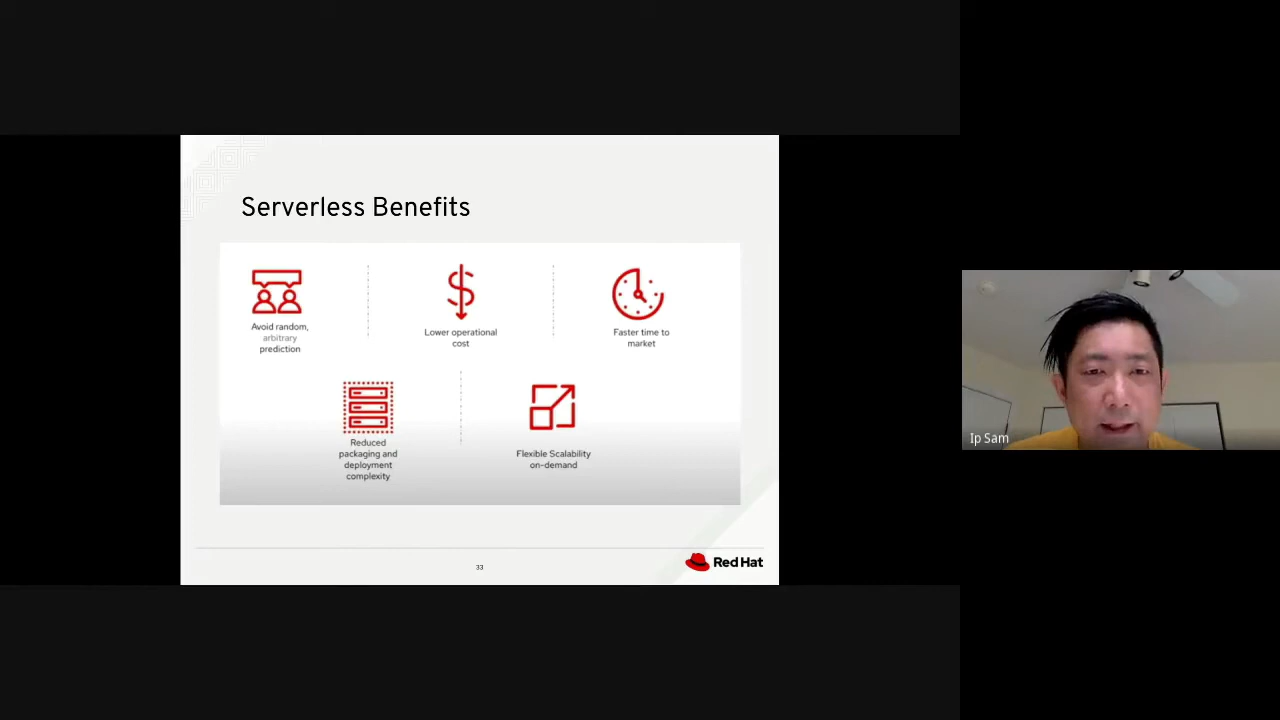 Serverless Benefits
Avoid random,
arbitrary
prediction
Lower operational
cost
Faster time to
market
Reduced
packaging and
deployment
complexity
Flexible Scalability
on-demand
33
Red Hat
Ip Sam